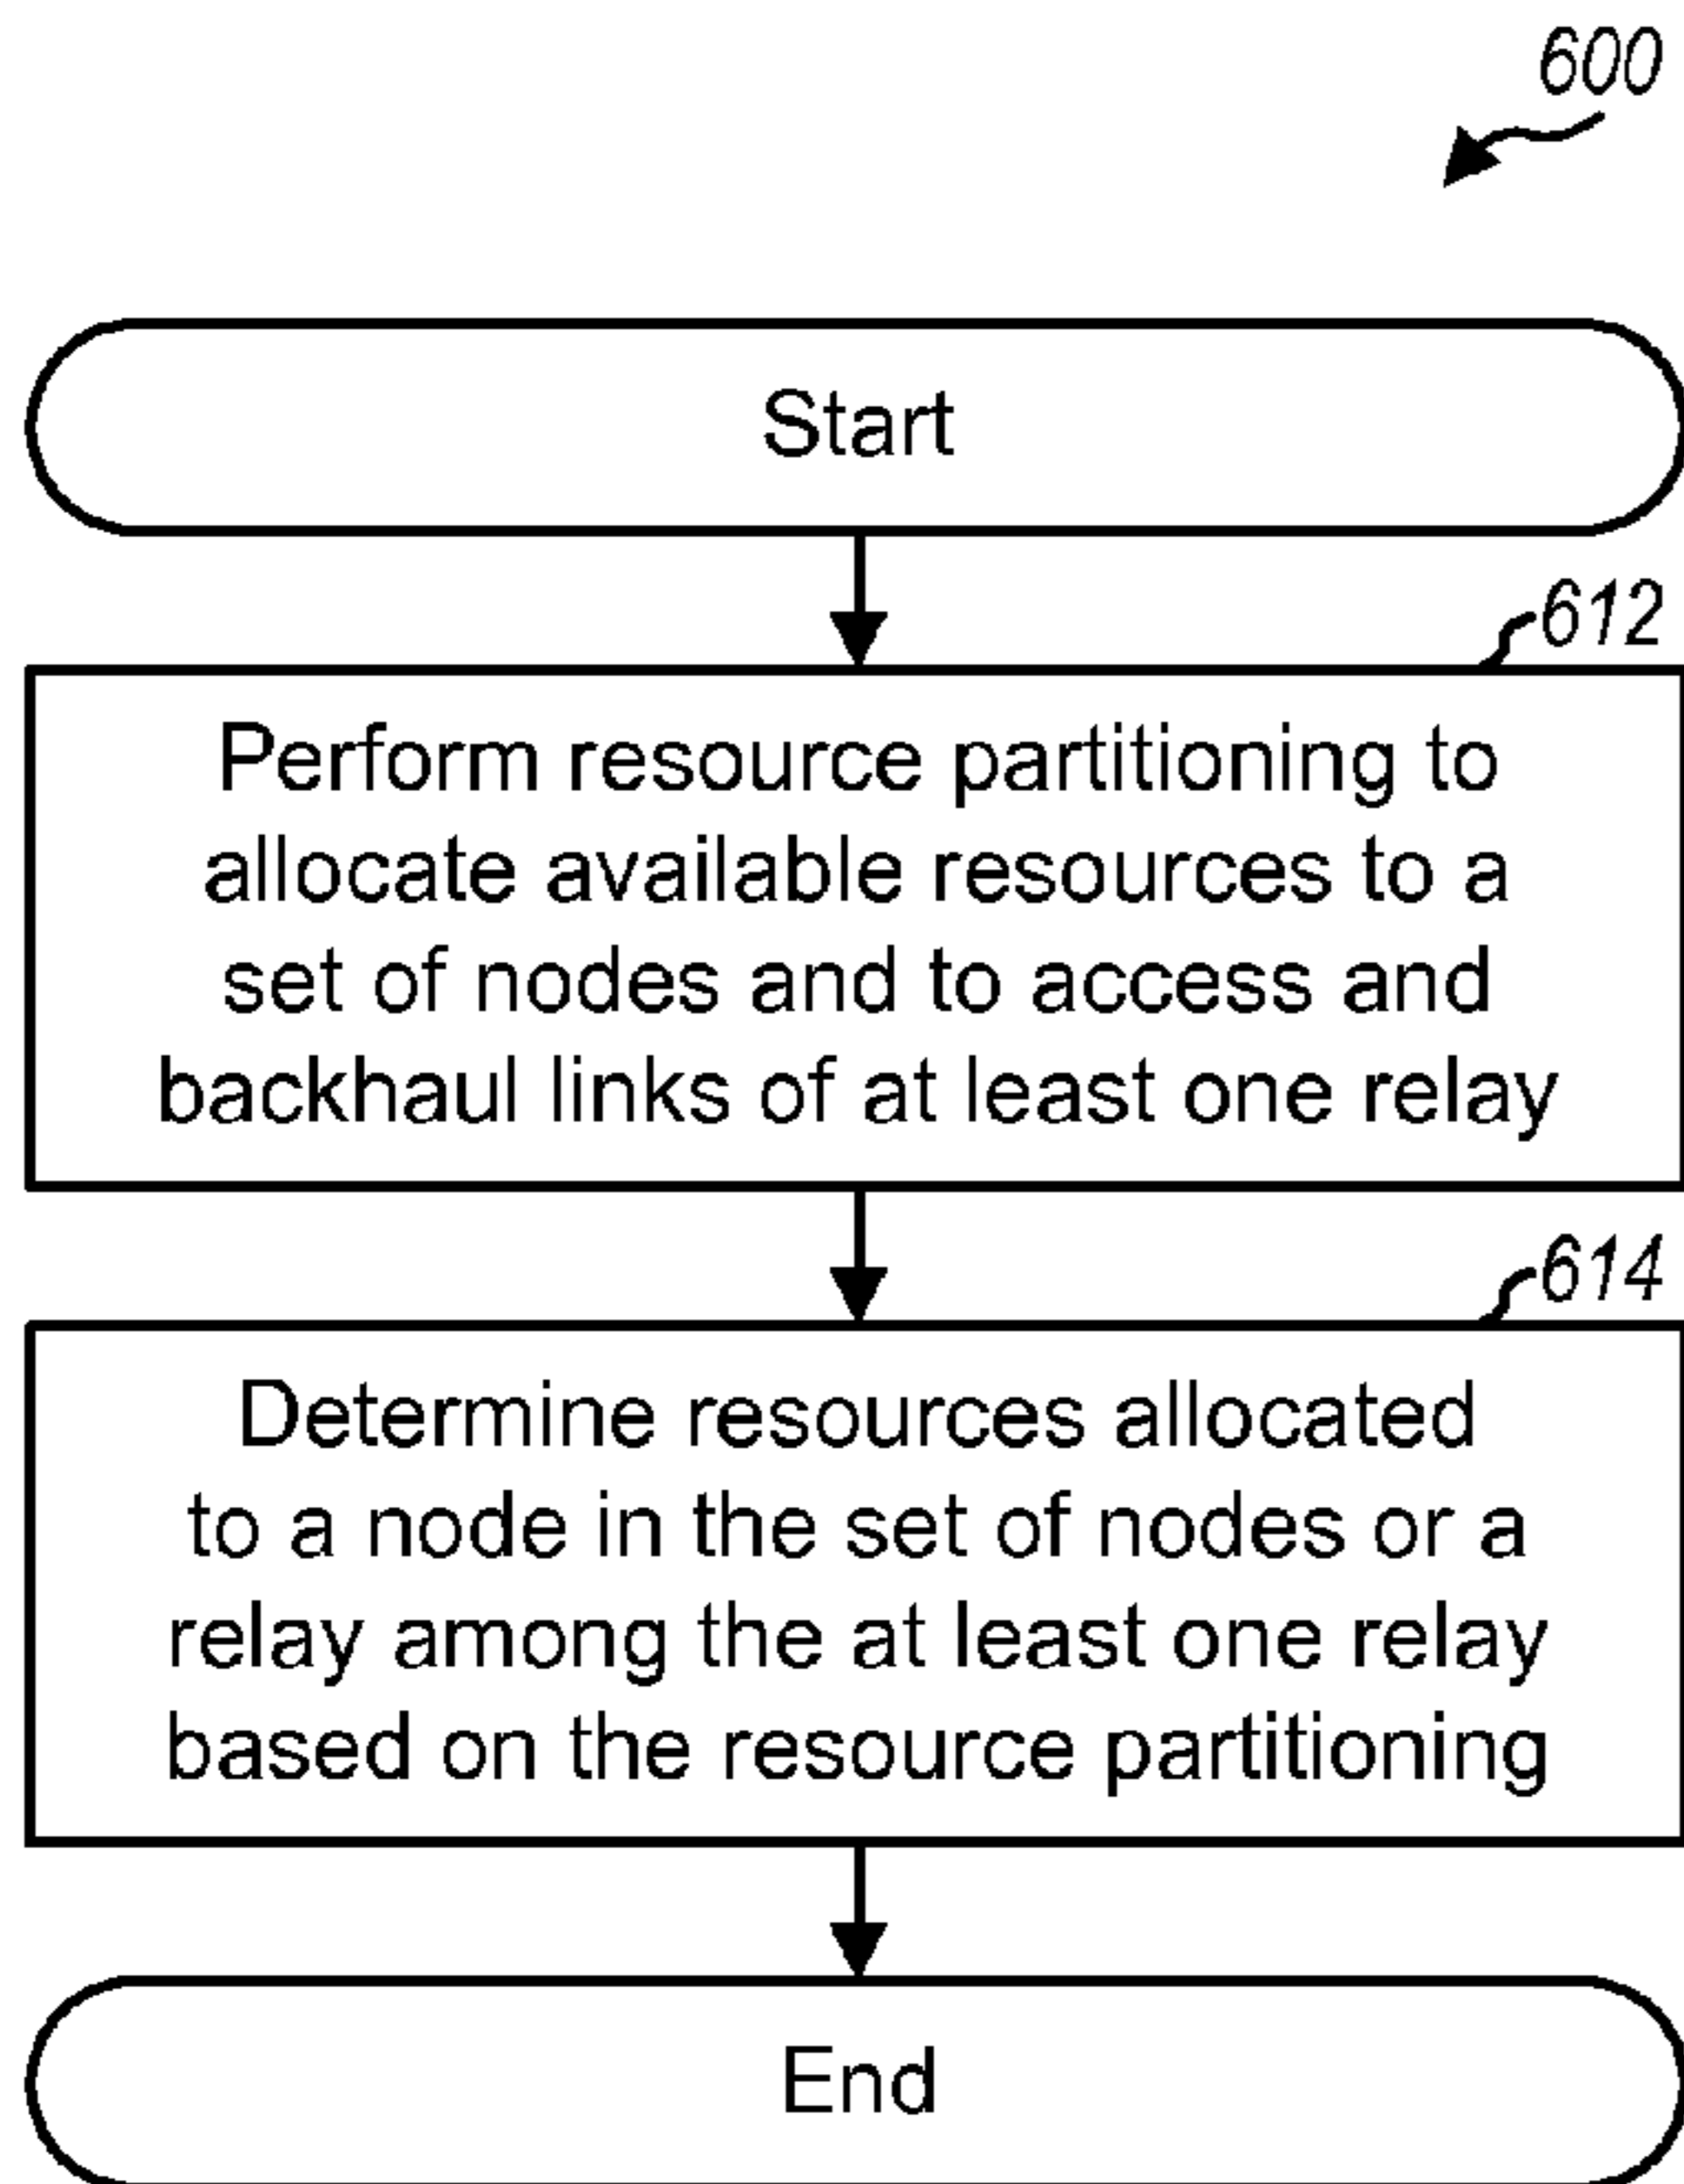 600
Start
612
Perform resource partitioning to
allocate available resources to a
set of nodes and to access and
backhaul links of at least one relay
614
Determine resources allocated
to a node in the set of nodes or a
relay among the at least one relay
based on the resource partitioning
End